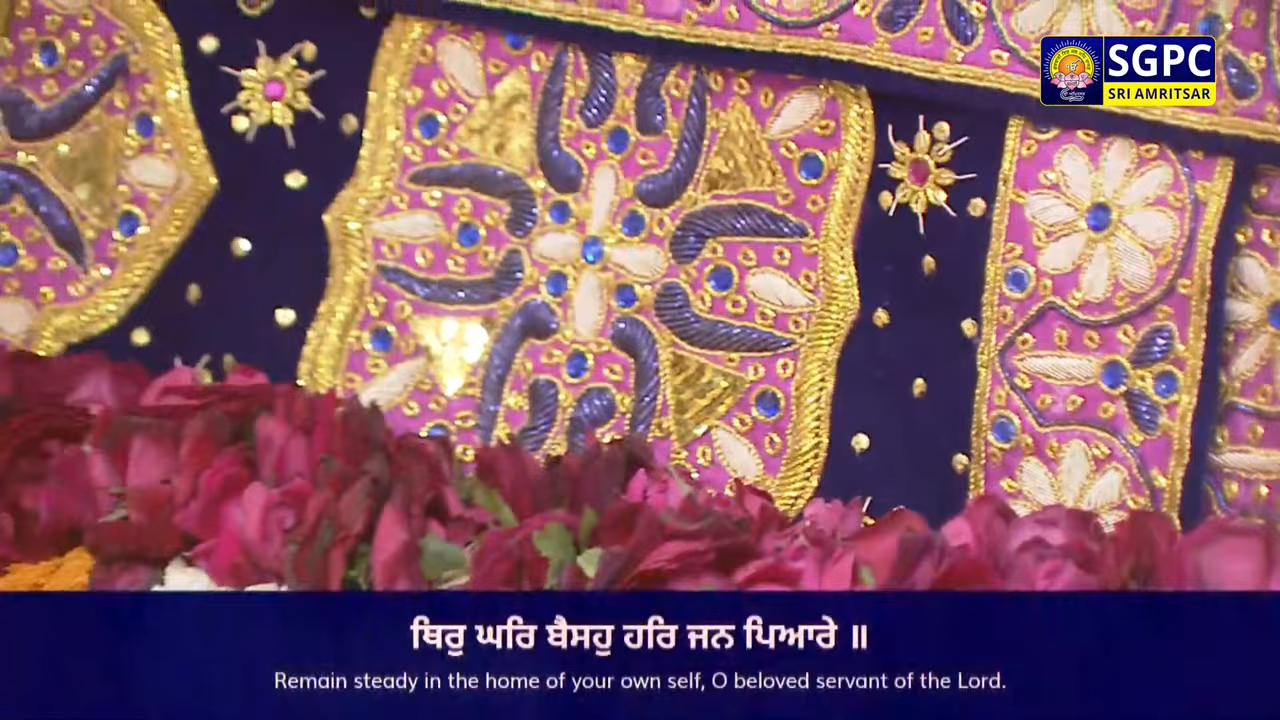 SGPC
SRI AMRITSAR
ਥਿਰੁ ਘਰਿ ਬੈਸਹੁ ਹਰਿ ਜਨ ਪਿਆਰੇ ॥
Remain steady in the home of your own self, O beloved servant of the Lord.